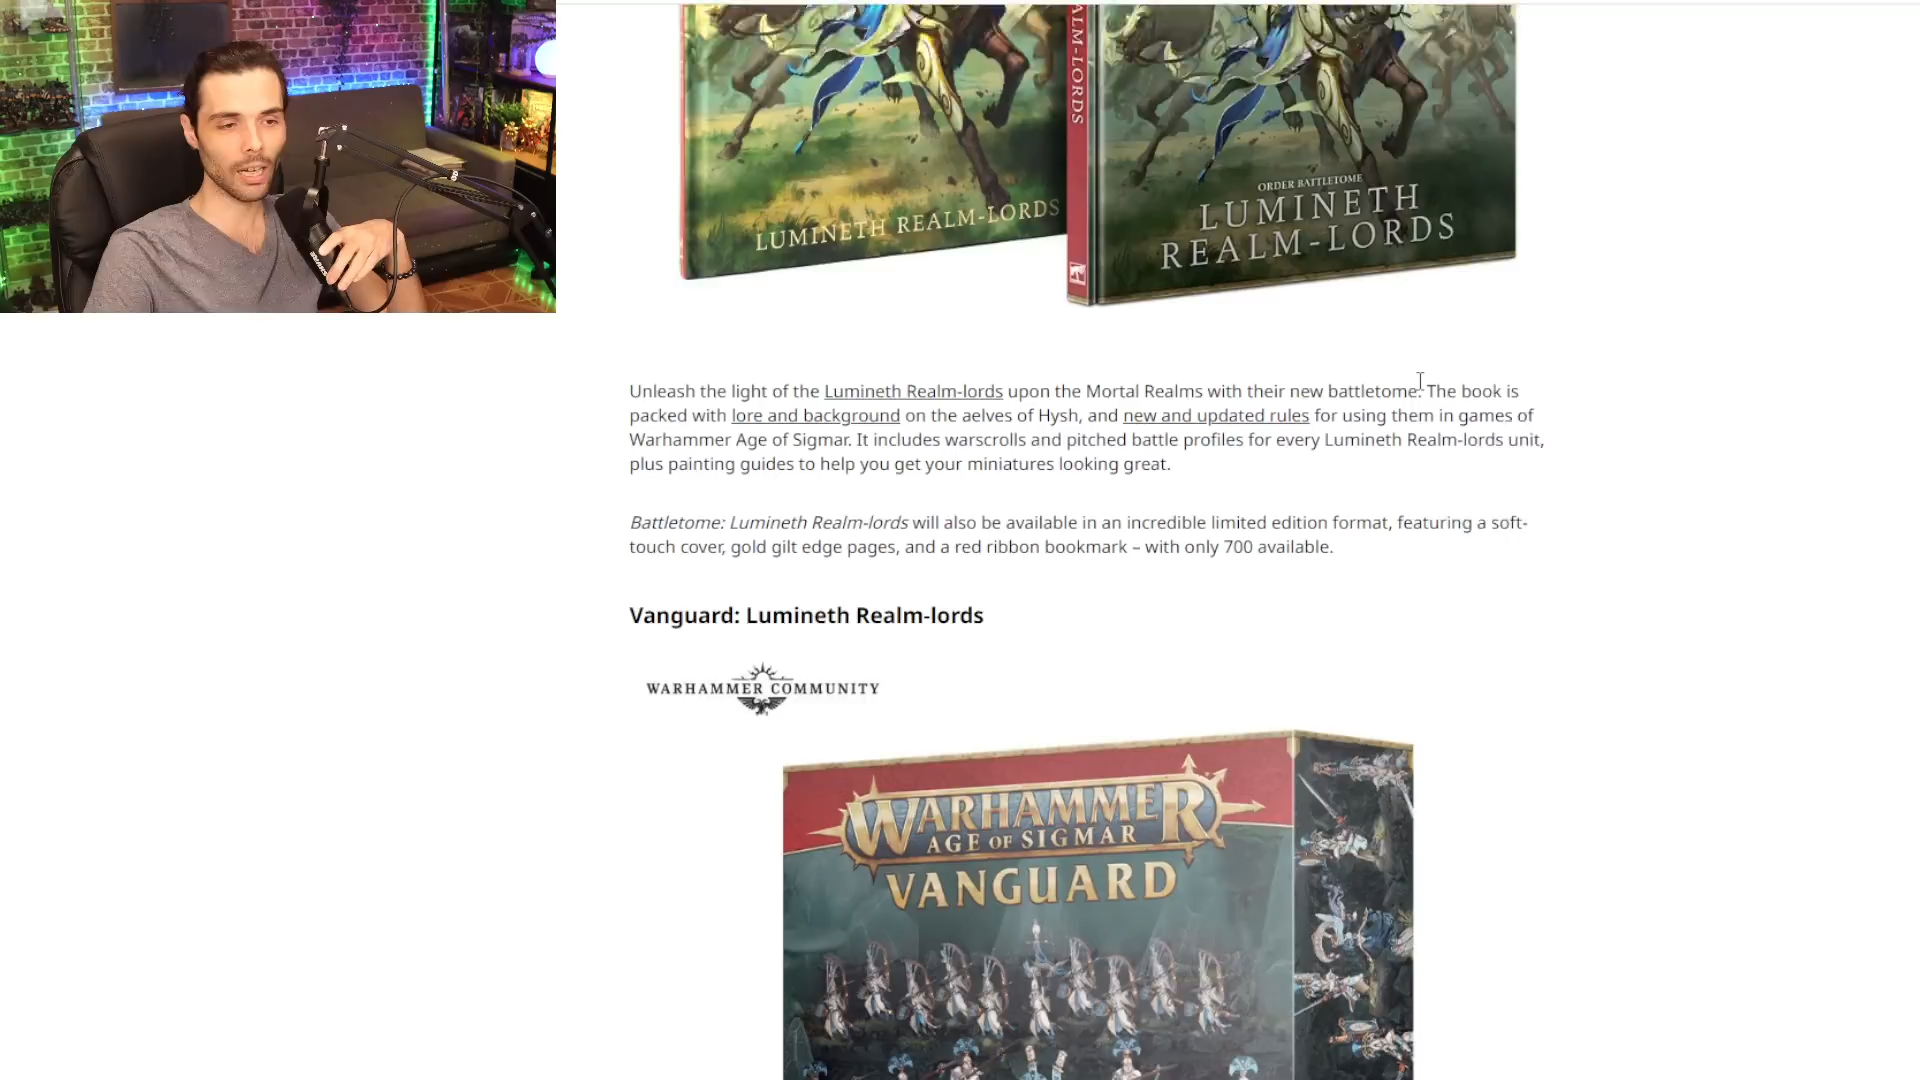 LUMINETH REALM-LORDS
ALM-LORDS
ORDER BATTLETOME
LUMINETH
REALM-LORDS
Unleash the light of the Lumineth Realm-lords upon the Mortal Realms with their new battletome. The book is
packed with lore and background on the aelves of Hysh, and new and updated rules for using them in games of
Warhammer Age of Sigmar. It includes warscrolls and pitched battle profiles for every Lumineth Realm-lords unit,
plus painting guides to help you get your miniatures looking great.
Battletome: Lumineth Realm-lords will also be available in an incredible limited edition format, featuring a soft-
touch cover, gold gilt edge pages, and a red ribbon bookmark – with only 700 available.
Vanguard: Lumineth Realm-lords
WARHAMMER COMMUNITY
WARHAMMER
AGE OF SIGMAR
VANGUARD